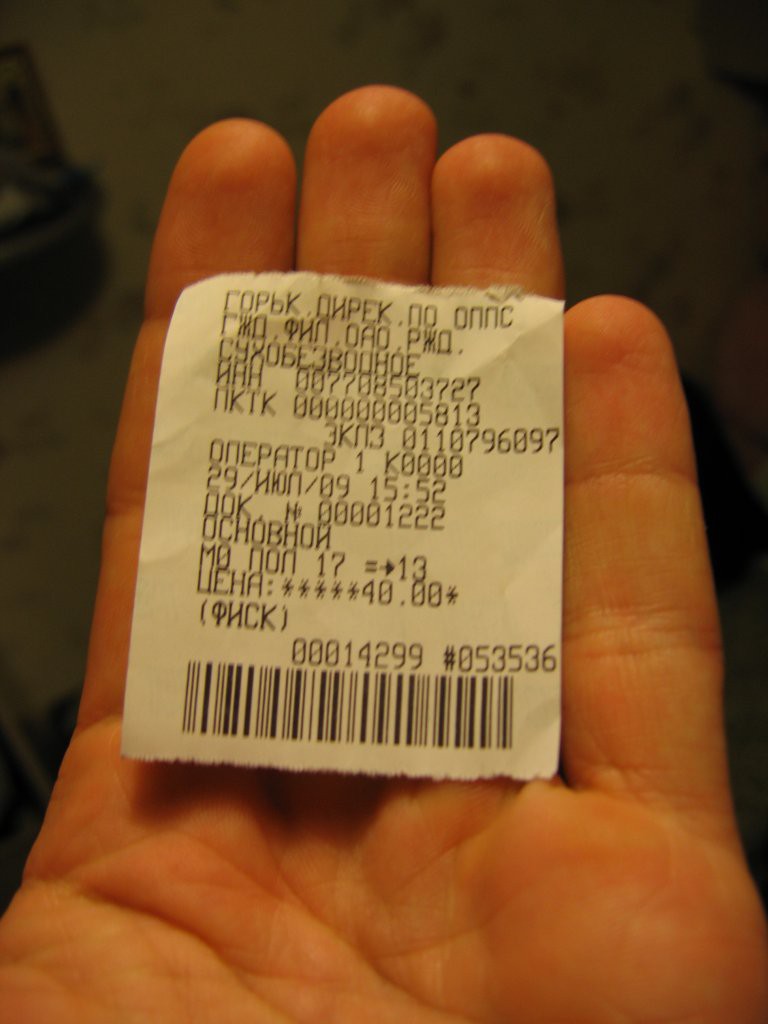 ГОРЬК.ДИРЕК.ПО ОППС
ГЖД.ФИЛ.ОАО.РЖД.
СУХОБЕЗВОДНОЕ
ИНН 007708503727
ПКТК 000000005813
ЭКЛЗ 0110796097
ОПЕРАТОР 1 К0000
29/ИЮЛ/09 15:52
ДОК. № 00001222
ОСНОВНОЙ
МО ПОЛ 17 =➔13
ЦЕНА:*****40.00*
(ФИСК)
00014299 #053536